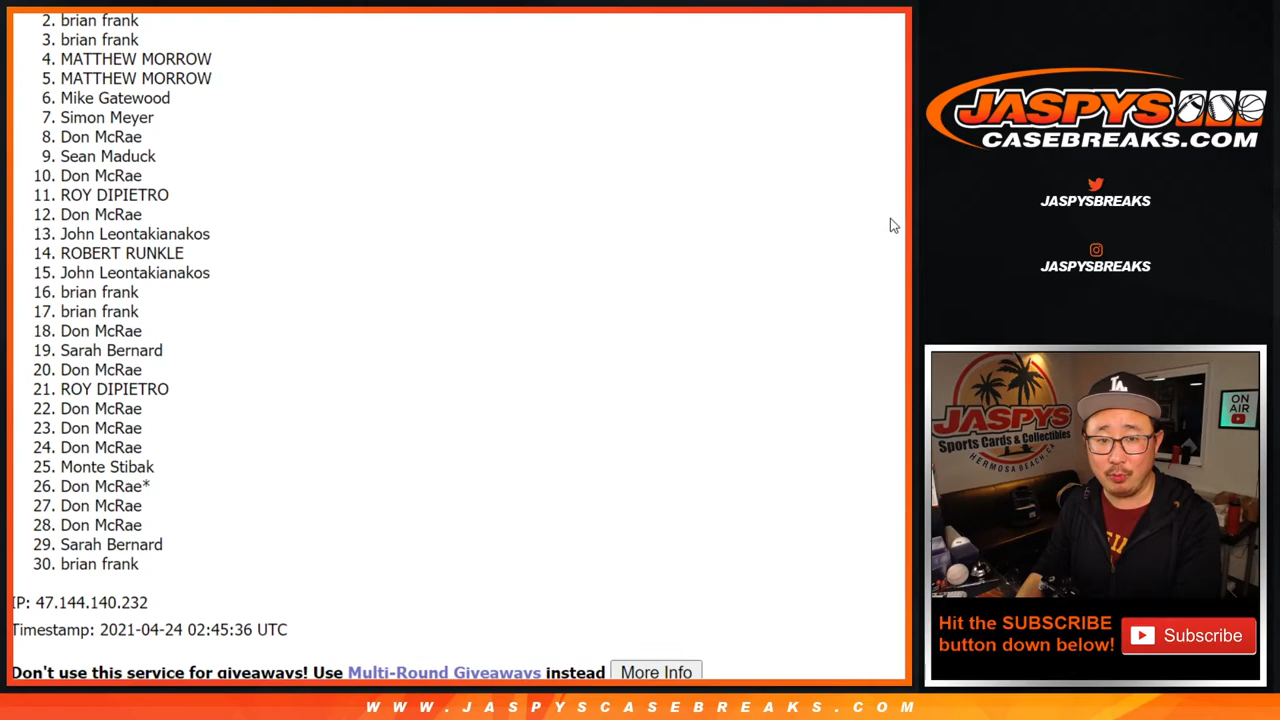 2. brian frank
3. brian frank
4. MATTHEW MORROW
5. MATTHEW MORROW
6. Mike Gatewood
7. Simon Meyer
8. Don McRae
9. Sean Maduck
10. Don McRae
11. ROY DIPIETRO
12. Don McRae
13. John Leontakianakos
14. ROBERT RUNKLE
15. John Leontakianakos
16. brian frank
17. brian frank
18. Don McRae
19. Sarah Bernard
20. Don McRae
21. ROY DIPIETRO
22. Don McRae
23. Don McRae
24. Don McRae
25. Monte Stibak
26. Don McRae*
27. Don McRae
28. Don McRae
29. Sarah Bernard
30. brian frank
IP: 47.144.140.232
Timestamp: 2021-04-24 02:45:36 UTC
Don't use this service for giveaways! Use Multi-Round Giveaways instead More Info
JASPYS
CASEBREAKS.COM
JASPYSBREAKS
JASPYSBREAKS
JASPYS
Sports Cards & Collectibles
HERMOSA BEACH, CA
LA
ON
AIR
Hit the SUBSCRIBE
button down below!
Subscribe
WWW.JASPYSCASEBREAKS.COM